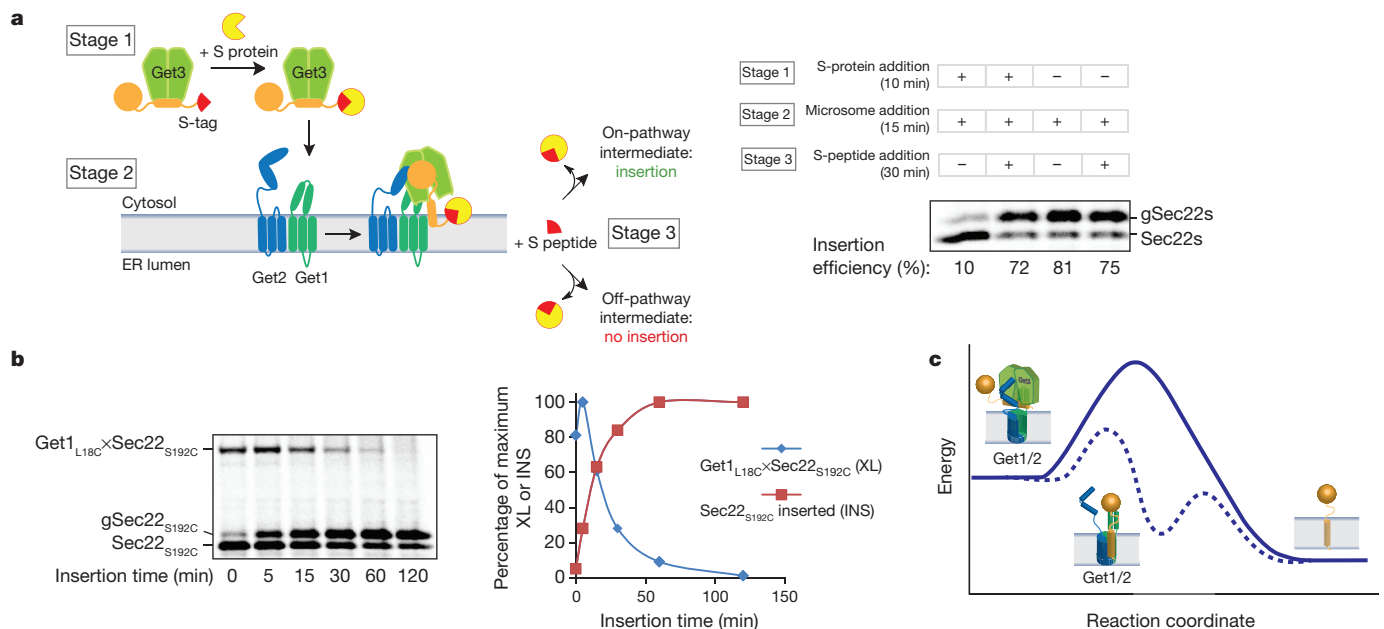 a
Stage 1
+ S protein
Get3
Get3
S-tag
Stage 2
Cytosol
ER lumen
Get2
Get1
On-pathway
intermediate:
insertion
+ S peptide
Stage 3
Off-pathway
intermediate:
no insertion
Stage 1 S-protein addition (10 min) + + – –
Stage 2 Microsome addition (15 min) + + + +
Stage 3 S-peptide addition (30 min) – + – +
gSec22s
Sec22s
Insertion
efficiency (%): 10 72 81 75
b
Get1L18C×Sec22S192C
gSec22S192C
Sec22S192C
Insertion time (min) 0 5 15 30 60 120
Percentage of maximum
XL or INS
100
80
60
40
20
0
0 50 100 150
Insertion time (min)
Get1L18C×Sec22S192C (XL)
Sec22S192C inserted (INS)
c
Energy
Get3
Get1/2
Get1/2
Reaction coordinate